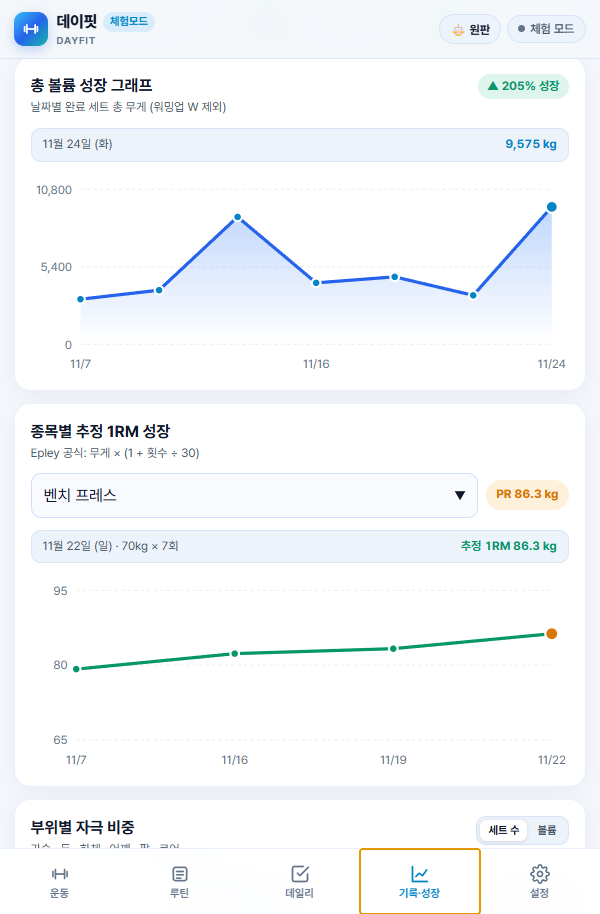 데이핏 체험모드
DAYFIT
원판
체험 모드
총 볼륨 성장 그래프
▲ 205% 성장
날짜별 완료 세트 총 무게 (워밍업 W 제외)
11월 24일 (화)
9,575 kg
10,800
5,400
0
11/7
11/16
11/24
종목별 추정 1RM 성장
Epley 공식: 무게 × (1 + 횟수 ÷ 30)
벤치 프레스 ▼
PR 86.3 kg
11월 22일 (일) · 70kg × 7회
추정 1RM 86.3 kg
95
80
65
11/7
11/16
11/19
11/22
부위별 자극 비중
세트 수
볼륨
운동
루틴
데일리
기록·성장
설정